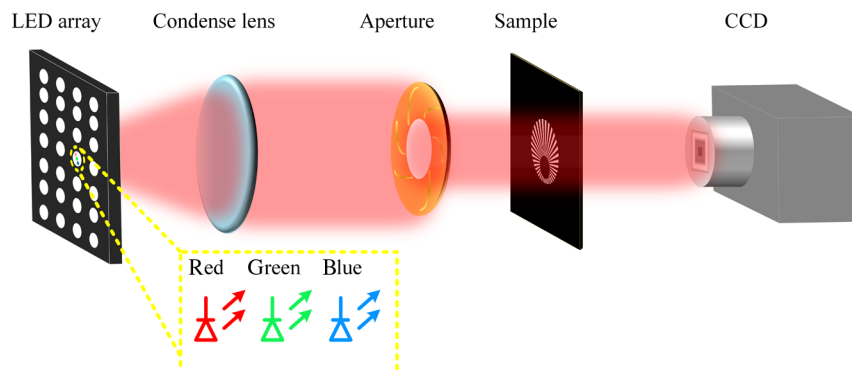 LED array
Condense lens
Aperture
Sample
CCD
Red
Green
Blue